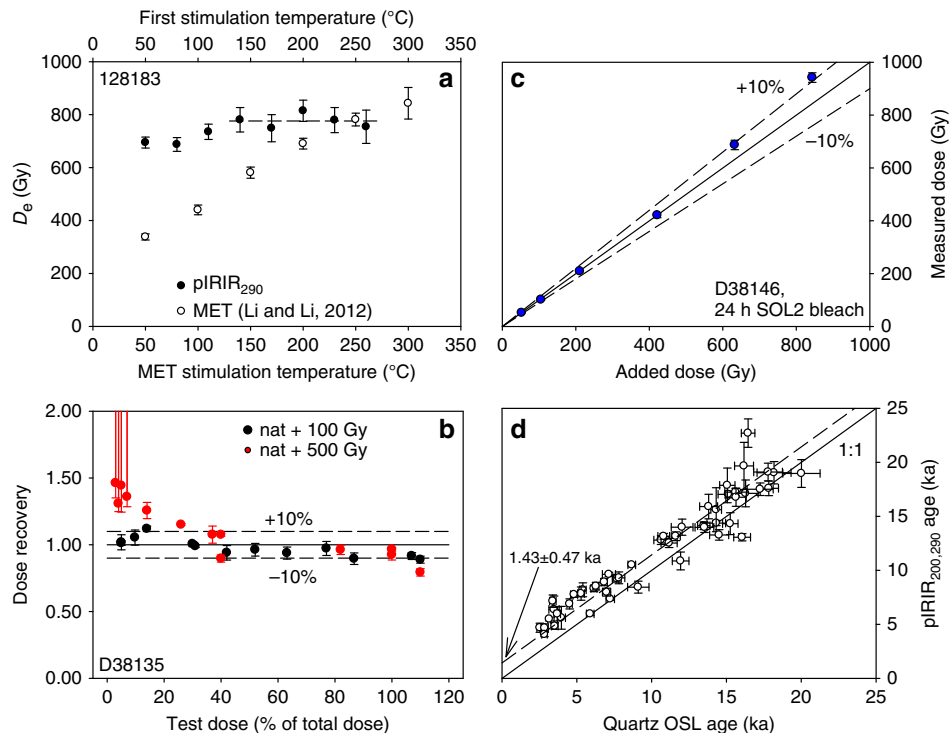 First stimulation temperature (°C)
0 50 100 150 200 250 300 350
1000
800
600
400
200
0
Dₑ (Gy)
128183
a
pIRIR₂₉₀
MET (Li and Li, 2012)
0 50 100 150 200 250 300 350
MET stimulation temperature (°C)
c
+10%
–10%
D38146,
24 h SOL2 bleach
1000
800
600
400
200
0
Measured dose (Gy)
0 200 400 600 800 1000
Added dose (Gy)
2.00
1.50
1.00
0.50
0.00
Dose recovery
b
nat + 100 Gy
nat + 500 Gy
+10%
–10%
D38135
0 20 40 60 80 100 120
Test dose (% of total dose)
d
1:1
1.43±0.47 ka
25
20
15
10
5
0
pIRIR₂₀₀,₂₉₀ age (ka)
0 5 10 15 20 25
Quartz OSL age (ka)